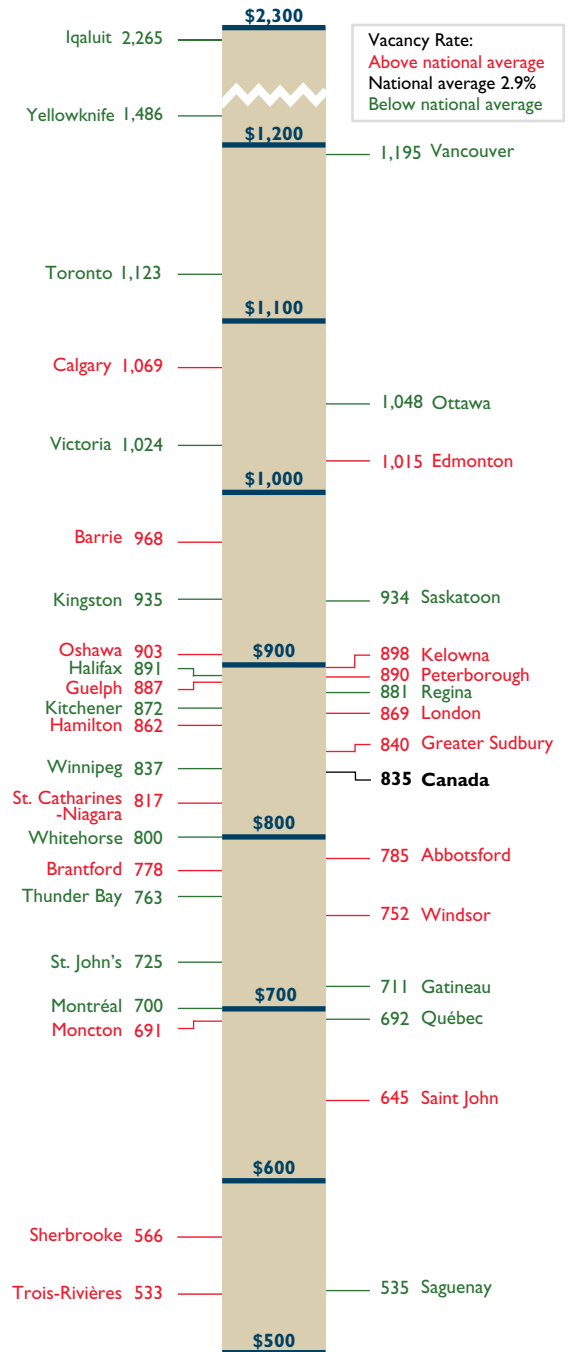 $2,300
Iqaluit 2,265
Vacancy Rate:
Above national average
National average 2.9%
Below national average
Yellowknife 1,486
$1,200
1,195 Vancouver
Toronto 1,123
$1,100
Calgary 1,069
1,048 Ottawa
Victoria 1,024
1,015 Edmonton
$1,000
Barrie 968
Kingston 935
934 Saskatoon
Oshawa 903
$900
898 Kelowna
Halifax 891
890 Peterborough
Guelph 887
881 Regina
Kitchener 872
869 London
Hamilton 862
840 Greater Sudbury
Winnipeg 837
835 Canada
St. Catharines 817
-Niagara
$800
Whitehorse 800
785 Abbotsford
Brantford 778
Thunder Bay 763
752 Windsor
St. John's 725
711 Gatineau
$700
Montréal 700
692 Québec
Moncton 691
645 Saint John
$600
Sherbrooke 566
535 Saguenay
Trois-Rivières 533
$500